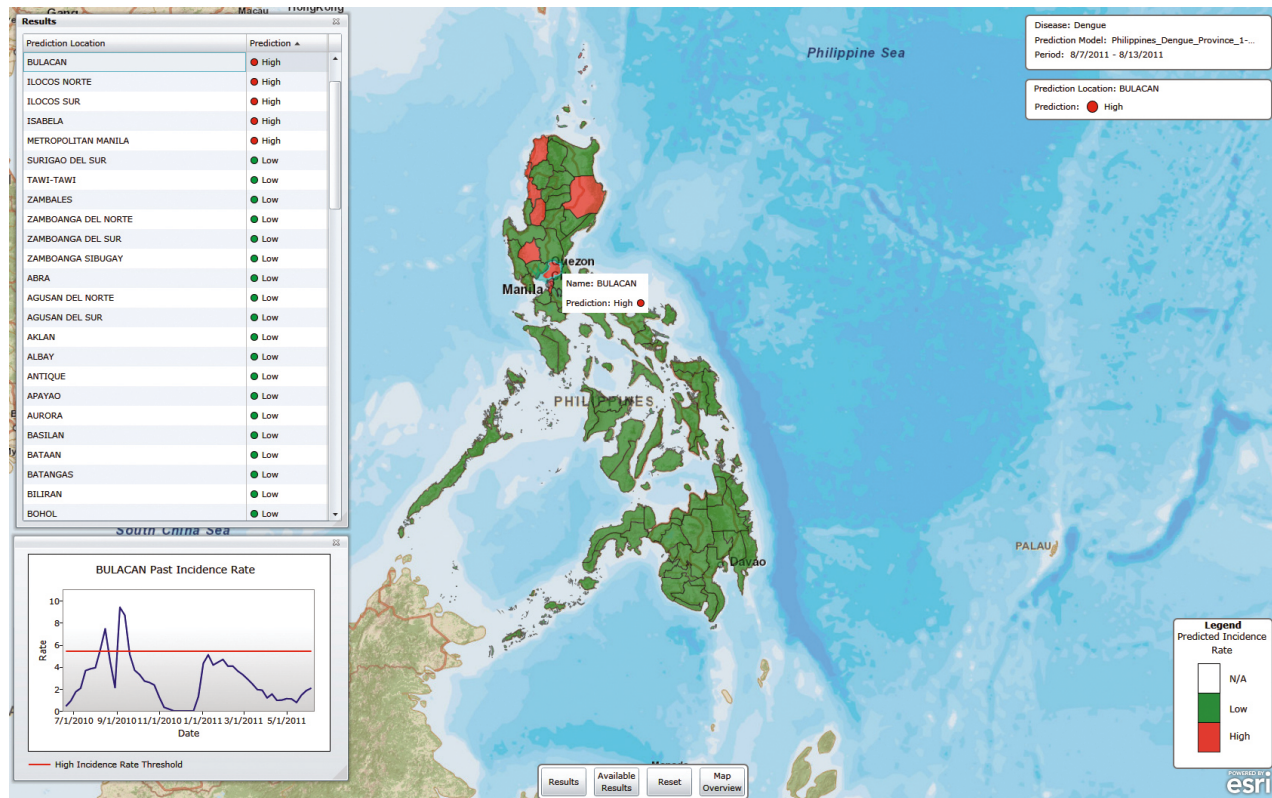 Gang
Macau
HongKong
Results
Prediction Location Prediction
BULACAN High
ILOCOS NORTE High
ILOCOS SUR High
ISABELA High
METROPOLITAN MANILA High
SURIGAO DEL SUR Low
TAWI-TAWI Low
ZAMBALES Low
ZAMBOANGA DEL NORTE Low
ZAMBOANGA DEL SUR Low
ZAMBOANGA SIBUGAY Low
ABRA Low
AGUSAN DEL NORTE Low
AGUSAN DEL SUR Low
AKLAN Low
ALBAY Low
ANTIQUE Low
APAYAO Low
AURORA Low
BASILAN Low
BATAAN Low
BATANGAS Low
BILIRAN Low
BOHOL Low
Philippine Sea
Disease: Dengue
Prediction Model: Philippines_Dengue_Province_1-...
Period: 8/7/2011 - 8/13/2011
Prediction Location: BULACAN
Prediction: High
Quezon
Manila
Name: BULACAN
Prediction: High
PHILIPPINES
Davao
PALAU
South China Sea
BULACAN Past Incidence Rate
Rate
10
8
6
4
2
0
7/1/2010 9/1/2010 11/1/2010 1/1/2011 3/1/2011 5/1/2011
Date
High Incidence Rate Threshold
Legend
Predicted Incidence
Rate
N/A
Low
High
Results
Available
Results
Reset
Map
Overview
POWERED BY
esri